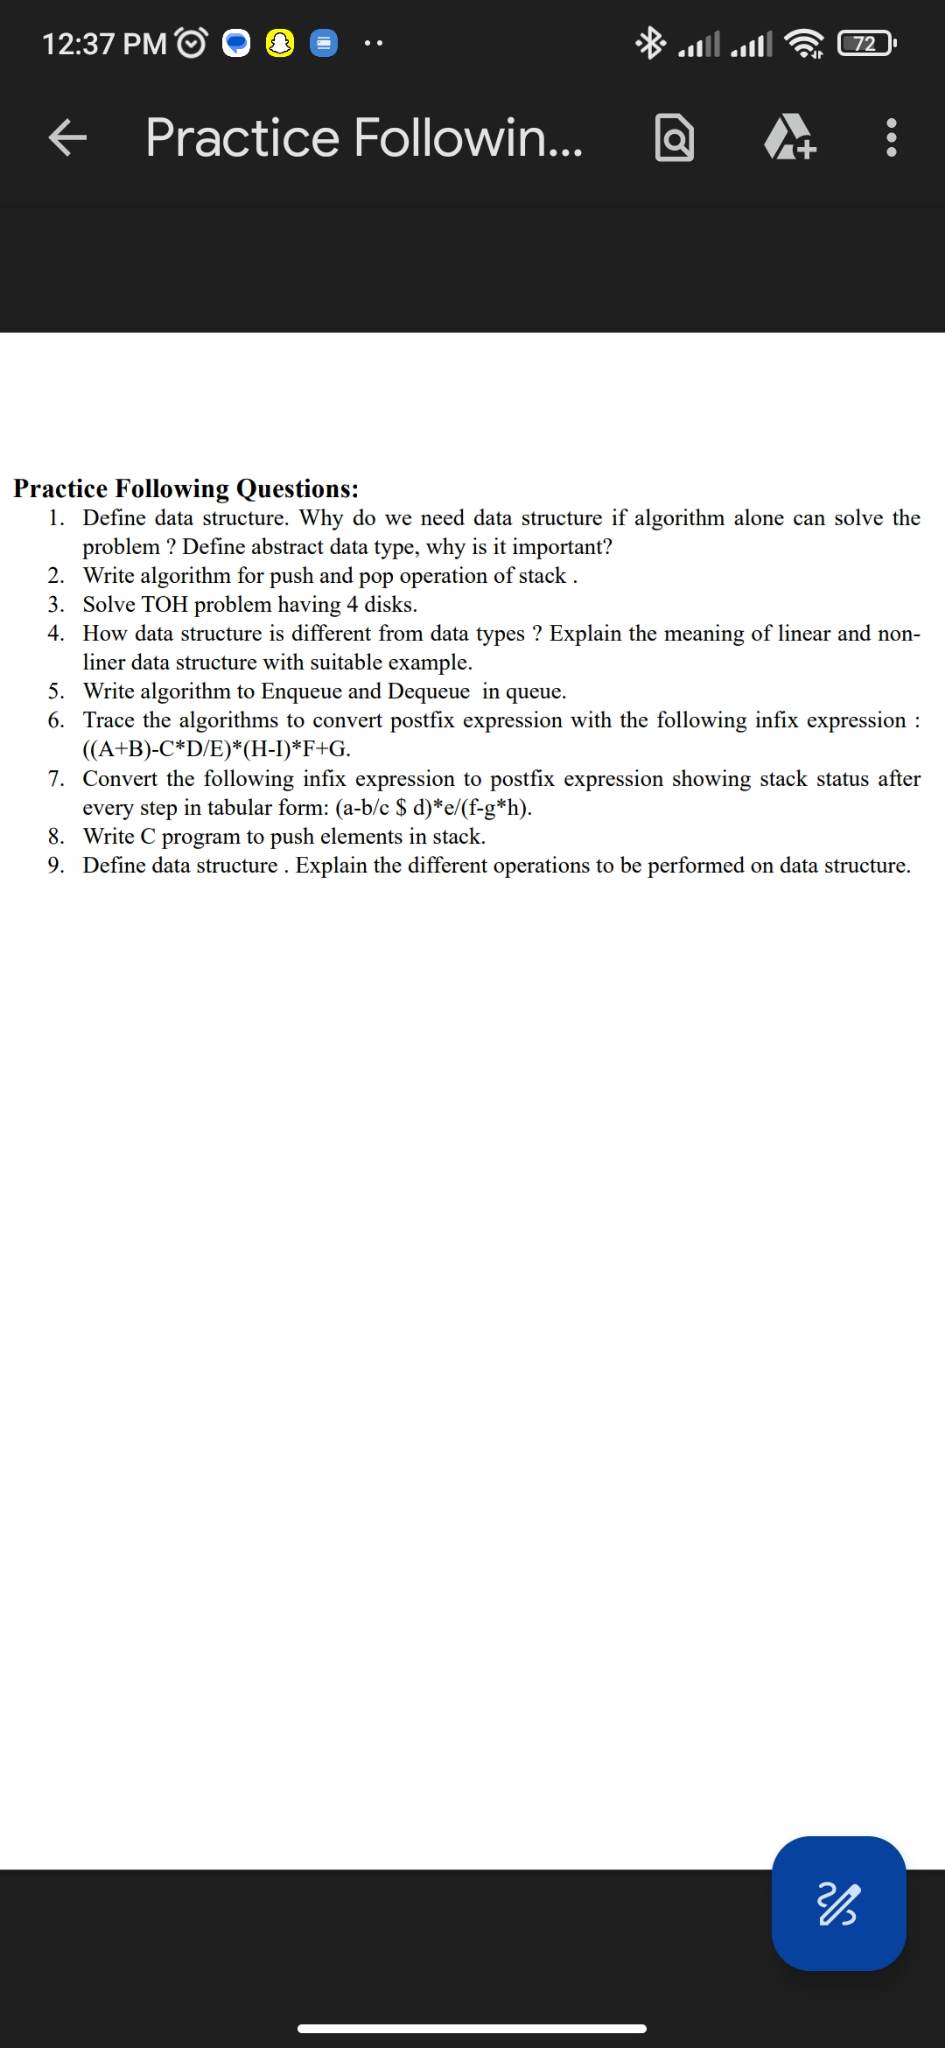 12:37 PM
72
Practice Followin...
Practice Following Questions:
1. Define data structure. Why do we need data structure if algorithm alone can solve the
problem ? Define abstract data type, why is it important?
2. Write algorithm for push and pop operation of stack .
3. Solve TOH problem having 4 disks.
4. How data structure is different from data types ? Explain the meaning of linear and non-
liner data structure with suitable example.
5. Write algorithm to Enqueue and Dequeue in queue.
6. Trace the algorithms to convert postfix expression with the following infix expression :
((A+B)-C*D/E)*(H-I)*F+G.
7. Convert the following infix expression to postfix expression showing stack status after
every step in tabular form: (a-b/c $ d)*e/(f-g*h).
8. Write C program to push elements in stack.
9. Define data structure . Explain the different operations to be performed on data structure.